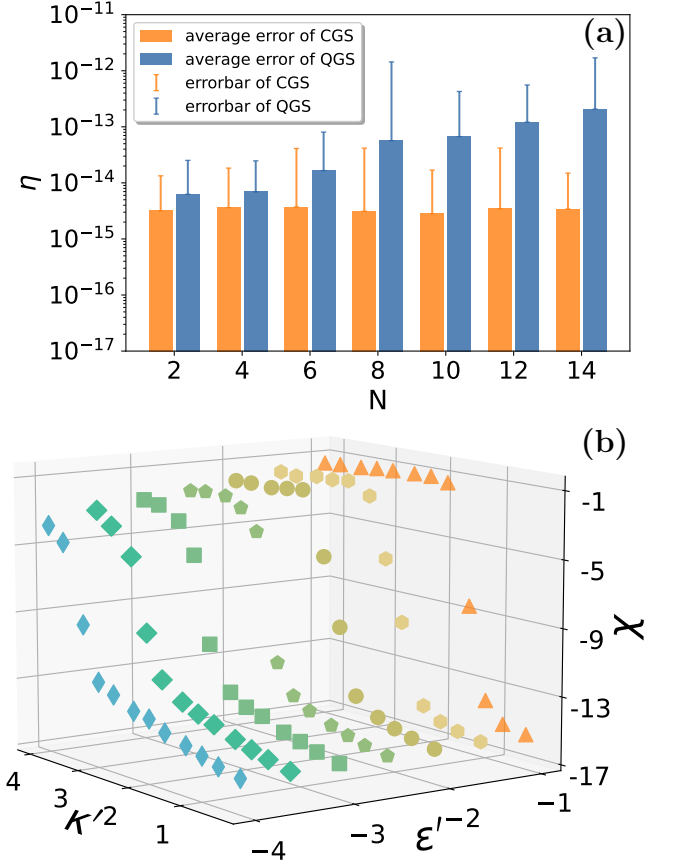 10⁻¹¹
10⁻¹²
10⁻¹³
10⁻¹⁴
10⁻¹⁵
10⁻¹⁶
10⁻¹⁷
η
average error of CGS
average error of QGS
errorbar of CGS
errorbar of QGS
(a)
2 4 6 8 10 12 14
N
(b)
-1
-5
-9
-13
-17
χ
4 3 2 1
κ′
-4 -3 -2 -1
ε′